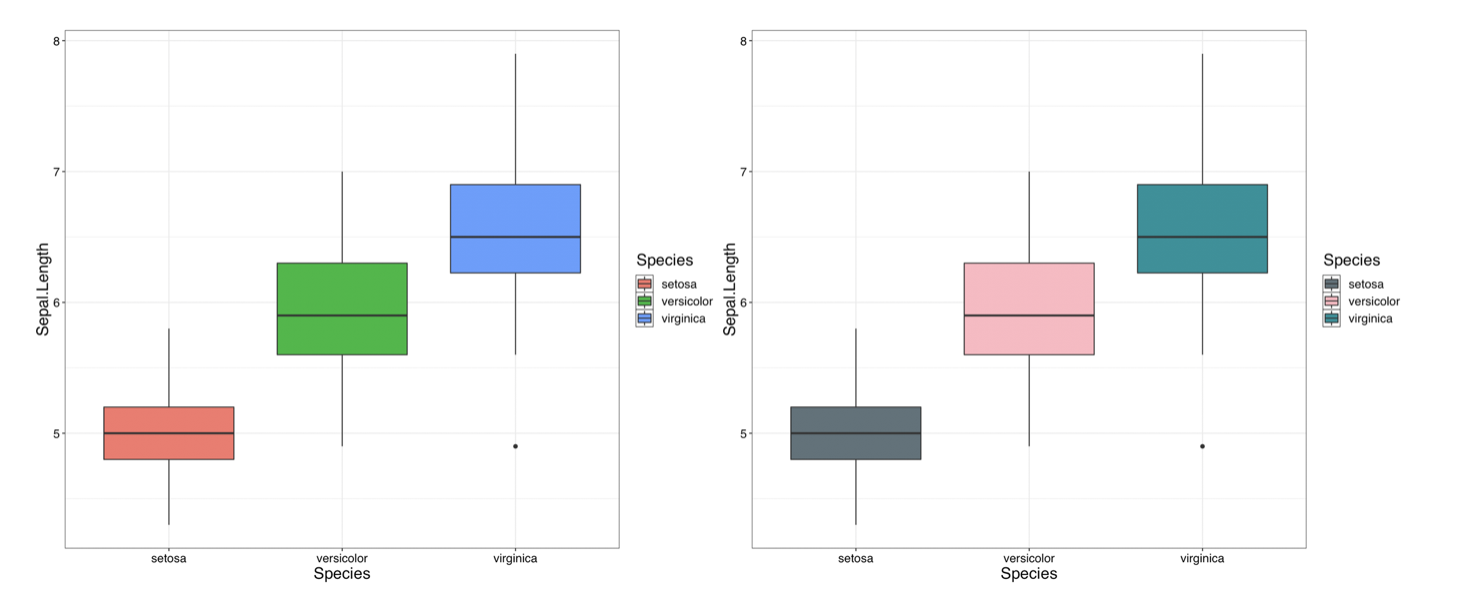 8
7
6
5
Sepal.Length
setosa
versicolor
virginica
Species
Species
setosa
versicolor
virginica
8
7
6
5
Sepal.Length
setosa
versicolor
virginica
Species
Species
setosa
versicolor
virginica